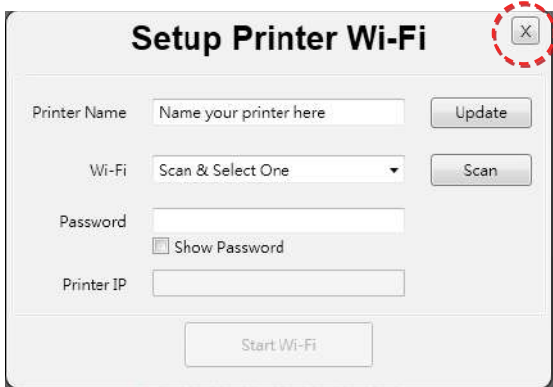 Setup Printer Wi-Fi X
Printer Name Name your printer here Update
Wi-Fi Scan & Select One Scan
Password
Show Password
Printer IP
Start Wi-Fi